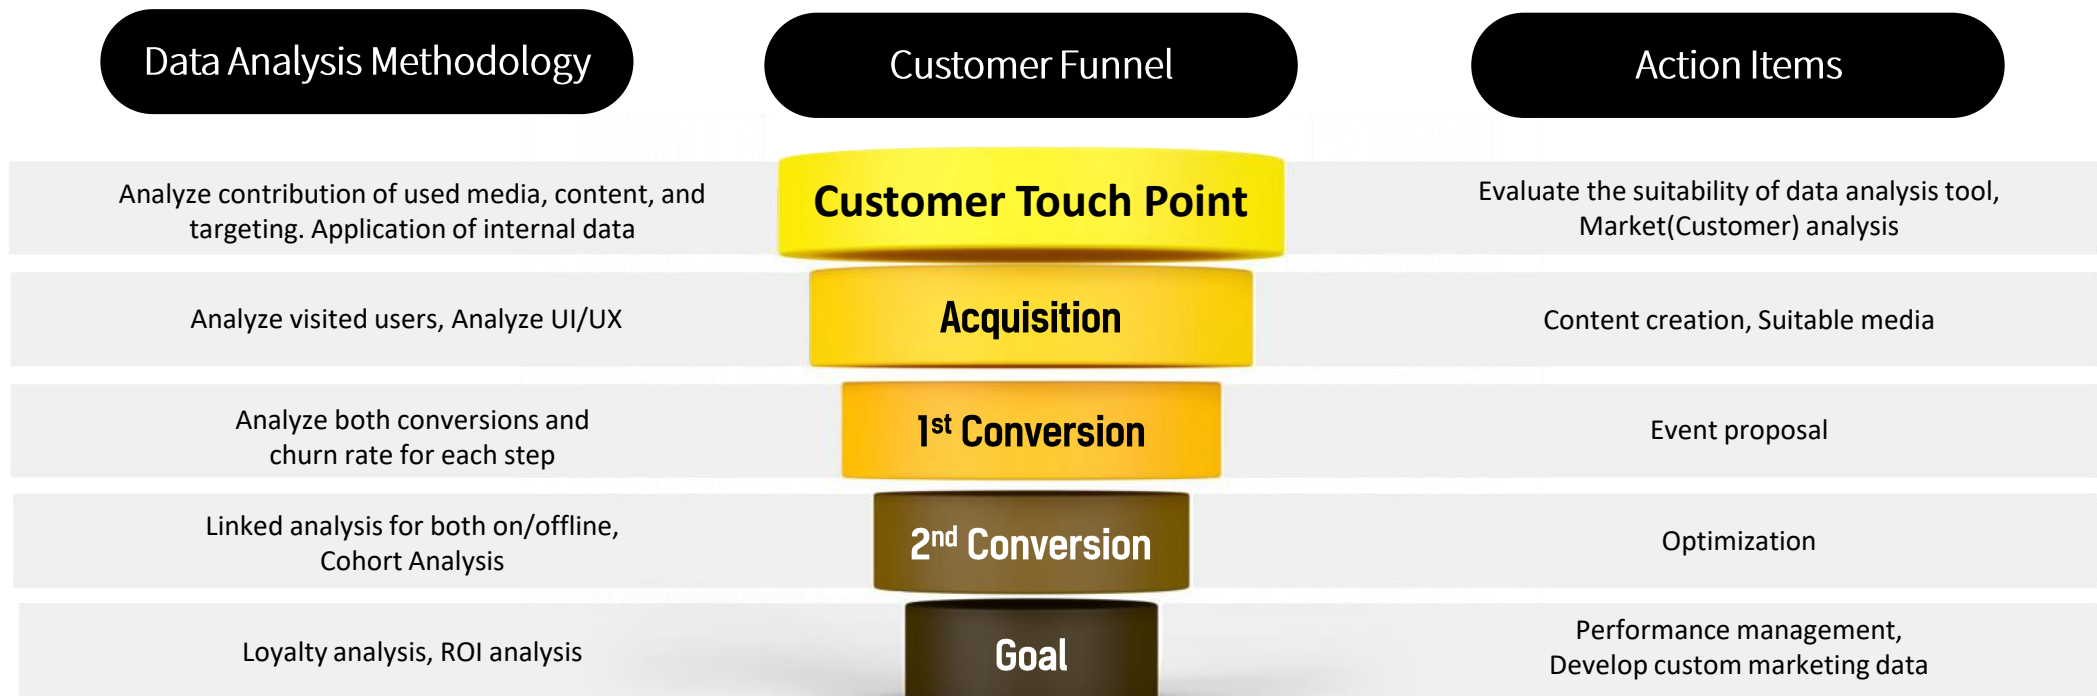 Data Analysis Methodology
Customer Funnel
Action Items
Analyze contribution of used media, content, and
targeting. Application of internal data
Customer Touch Point
Evaluate the suitability of data analysis tool,
Market(Customer) analysis
Analyze visited users, Analyze UI/UX
Acquisition
Content creation, Suitable media
Analyze both conversions and
churn rate for each step
1st Conversion
Event proposal
Linked analysis for both on/offline,
Cohort Analysis
2nd Conversion
Optimization
Loyalty analysis, ROI analysis
Goal
Performance management,
Develop custom marketing data